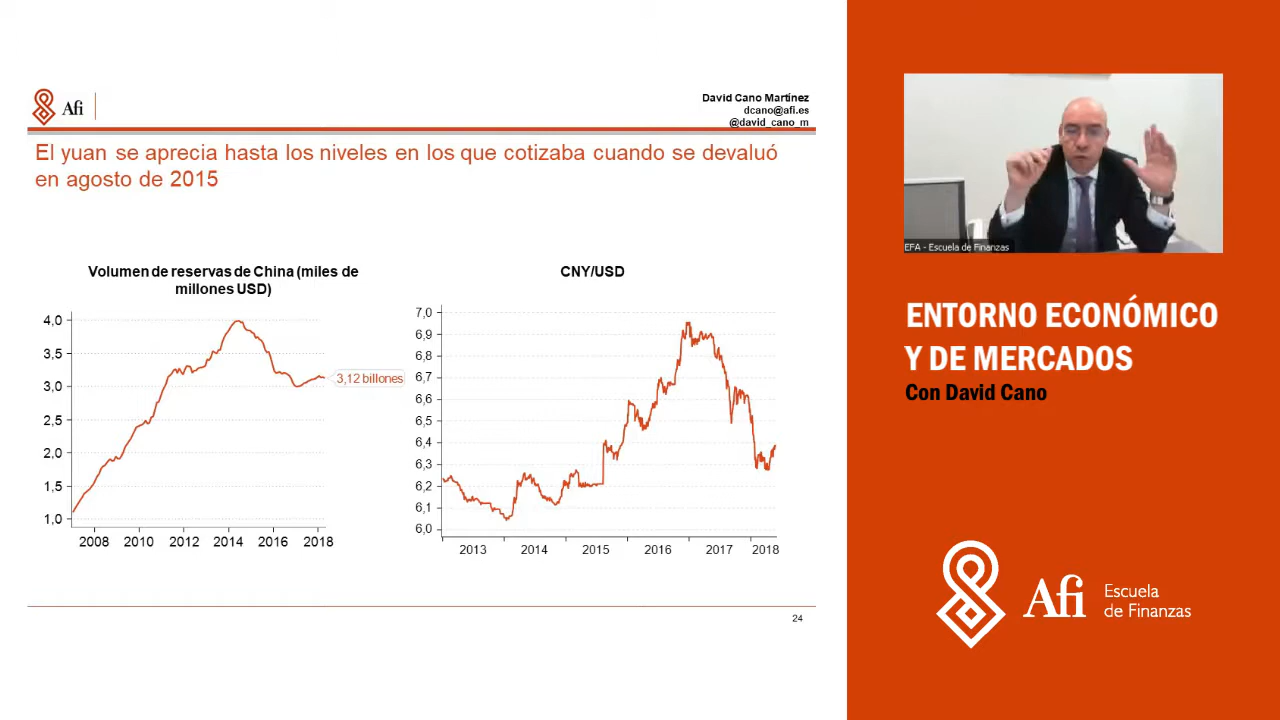 Afi
David Cano Martínez
dcano@afi.es
@david_cano_m
El yuan se aprecia hasta los niveles en los que cotizaba cuando se devaluó
en agosto de 2015
Volumen de reservas de China (miles de
millones USD)
4,0
3,5
3,0
2,5
2,0
1,5
1,0
3,12 billones
2008 2010 2012 2014 2016 2018
CNY/USD
7,0
6,9
6,8
6,7
6,6
6,5
6,4
6,3
6,2
6,1
6,0
2013 2014 2015 2016 2017 2018
24
EFA - Escuela de Finanzas
ENTORNO ECONÓMICO
Y DE MERCADOS
Con David Cano
Afi
Escuela
de Finanzas